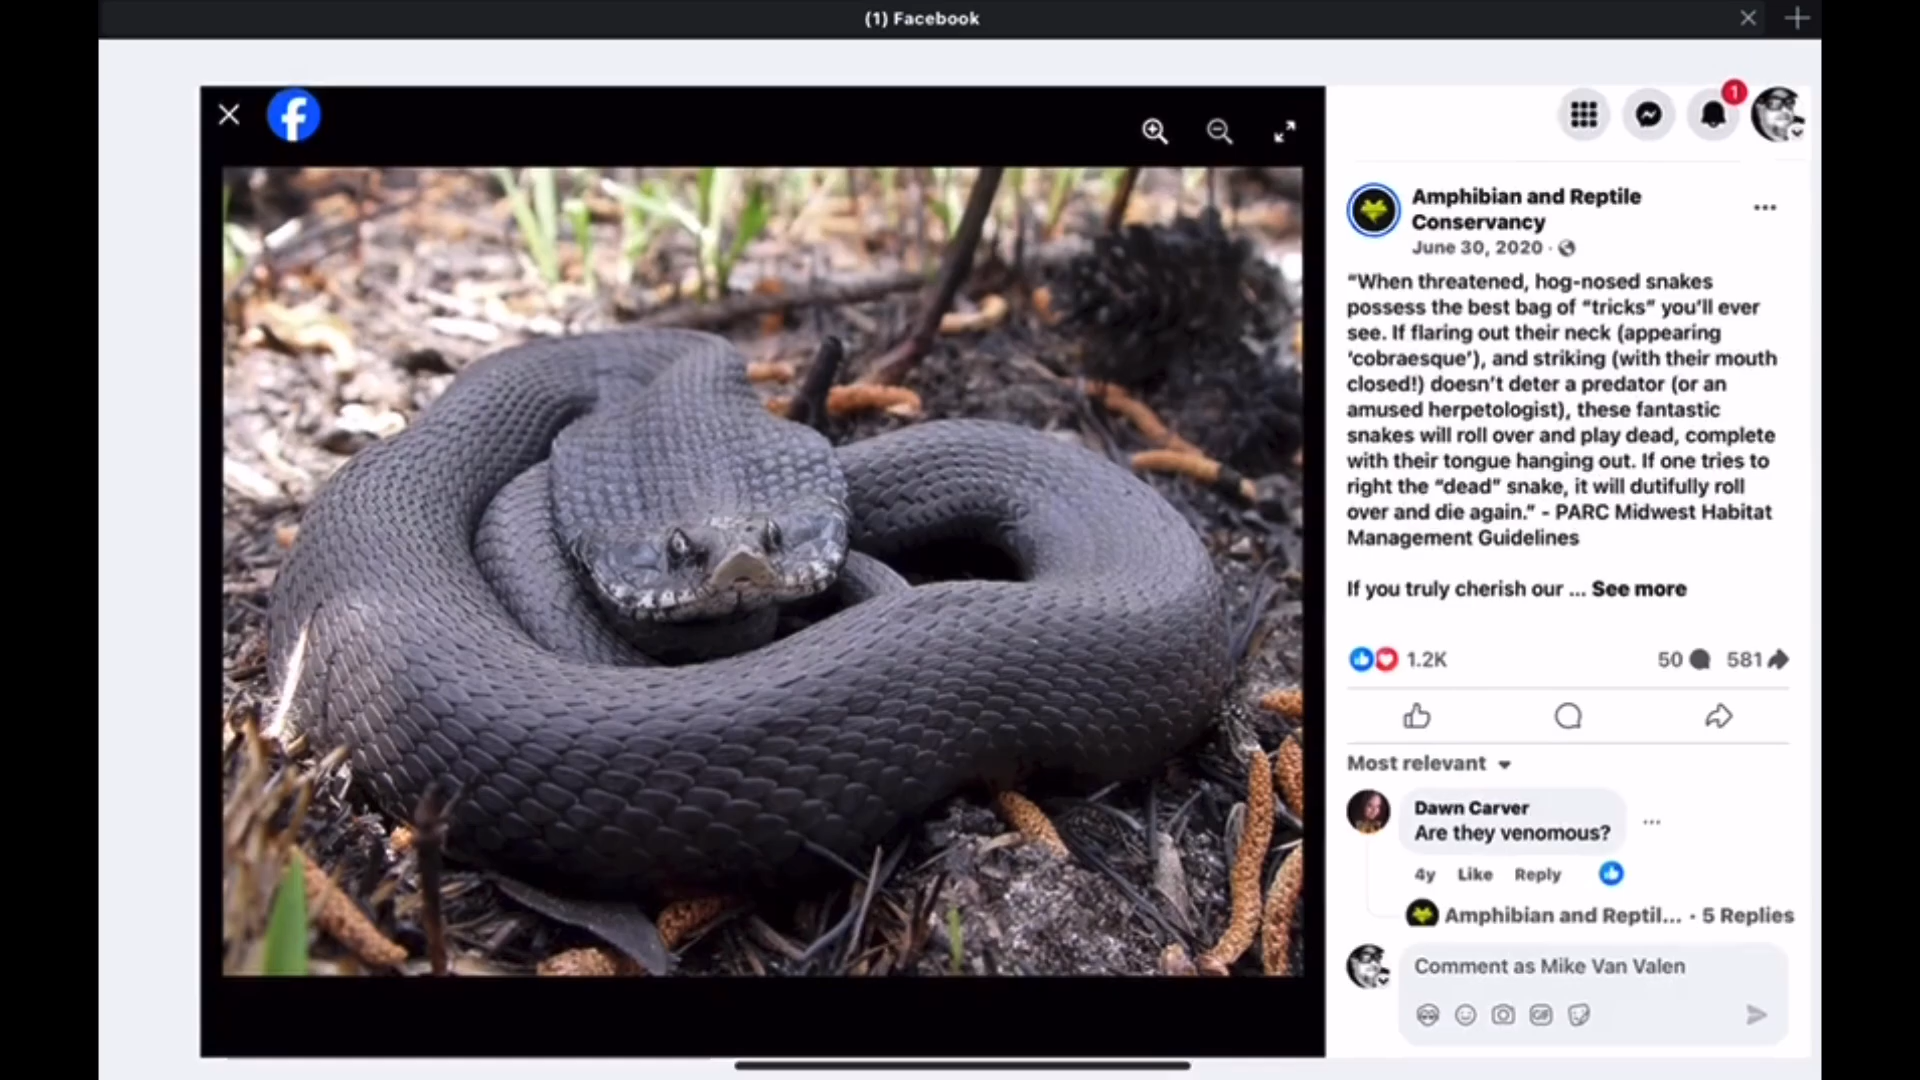 (1) Facebook
1
Amphibian and Reptile
Conservancy
June 30, 2020 ·
“When threatened, hog-nosed snakes
possess the best bag of “tricks” you’ll ever
see. If flaring out their neck (appearing
‘cobraesque’), and striking (with their mouth
closed!) doesn’t deter a predator (or an
amused herpetologist), these fantastic
snakes will roll over and play dead, complete
with their tongue hanging out. If one tries to
right the “dead” snake, it will dutifully roll
over and die again.” - PARC Midwest Habitat
Management Guidelines
If you truly cherish our ... See more
1.2K 50 581
Most relevant
Dawn Carver
Are they venomous?
4y Like Reply
Amphibian and Reptil... · 5 Replies
Comment as Mike Van Valen
GIF